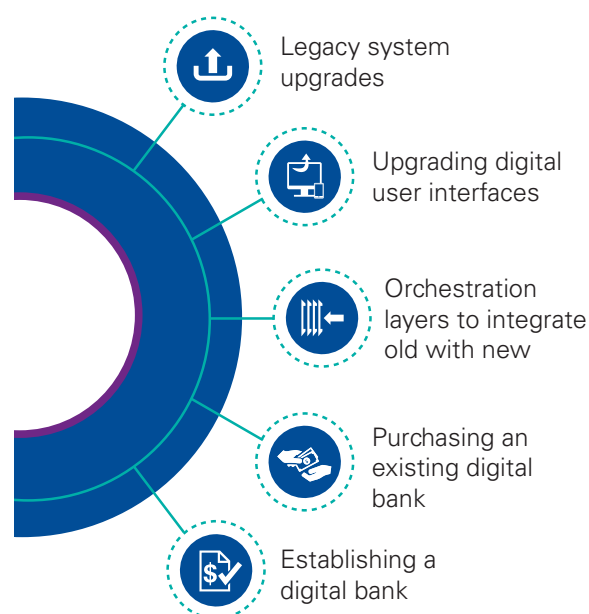 Legacy system
upgrades
Upgrading digital
user interfaces
Orchestration
layers to integrate
old with new
Purchasing an
existing digital
bank
$
Establishing a
digital bank